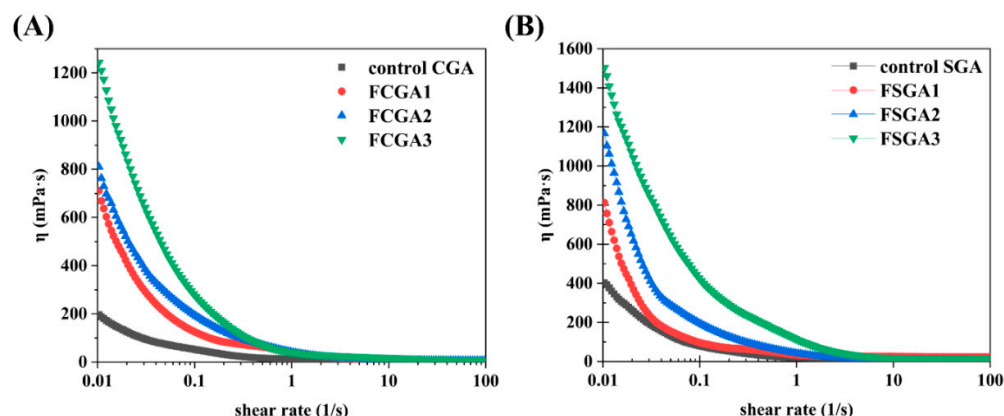 (A)
1200
1000
800
600
400
200
0
η (mPa·s)
control CGA
FCGA1
FCGA2
FCGA3
0.01
0.1
1
10
100
shear rate (1/s)
(B)
1600
1400
1200
1000
800
600
400
200
0
η (mPa·s)
control SGA
FSGA1
FSGA2
FSGA3
0.01
0.1
1
10
100
shear rate (1/s)